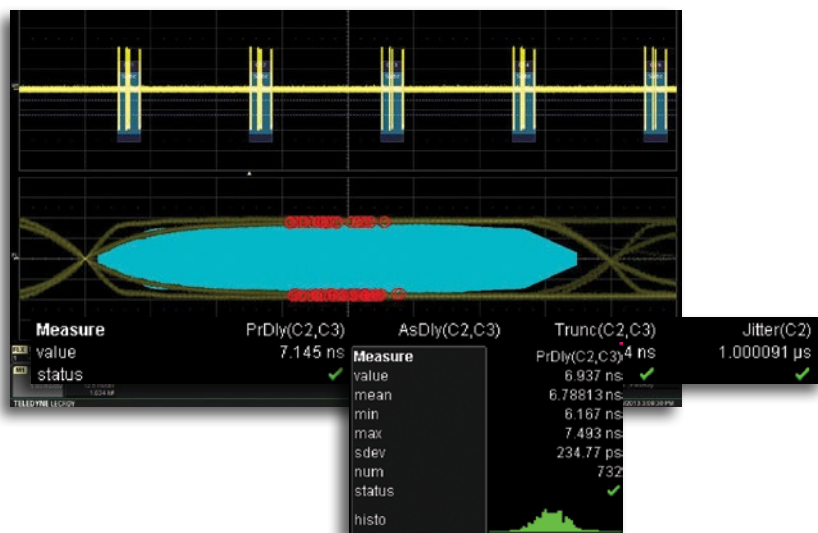 Measure PrDly(C2,C3) AsDly(C2,C3) Trunc(C2,C3) Jitter(C2)
value 7.145 ns 4 ns 1.000091 µs
status
Measure PrDly(C2,C3)
value 6.937 ns
mean 6.78813 ns
min 6.167 ns
max 7.493 ns
sdev 234.77 ps
num 732
status
histo
TELEDYNE LECROY